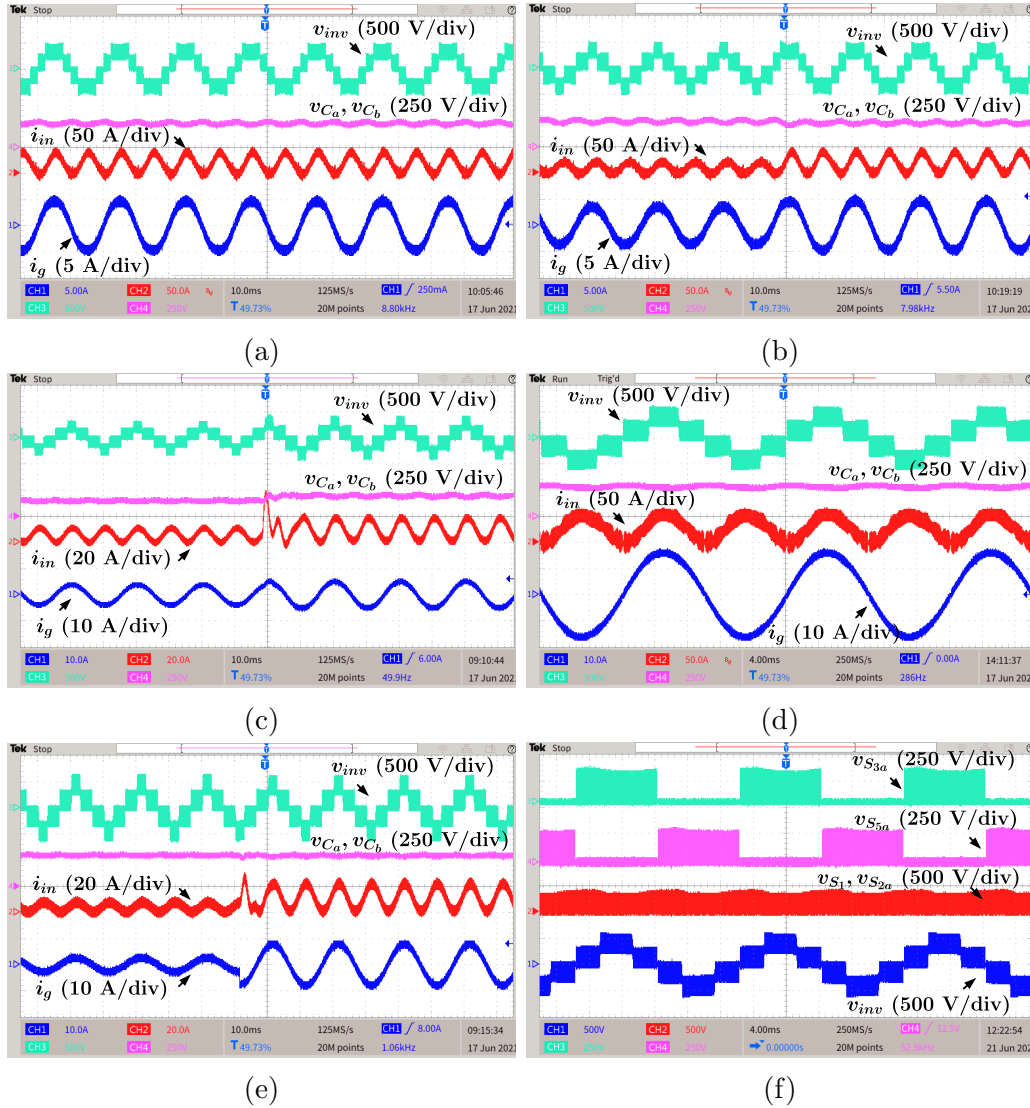 Tek Stop
v_inv (500 V/div)
v_Ca, v_Cb (250 V/div)
i_in (50 A/div)
i_g (5 A/div)
CH1 5.00A CH2 50.0A 10.0ms 125MS/s CH1 250mA 10:05:46
CH3 500V CH4 250V T 49.73% 20M points 8.80kHz 17 Jun 2021
(a)
Stop
v_inv (500 V/div)
v_Ca, v_Cb (250 V/div)
i_in (50 A/div)
i_g (5 A/div)
CH1 5.00A CH2 50.0A 10.0ms 125MS/s CH1 5.50A 10:19:19
CH3 500V CH4 250V T 49.73% 20M points 7.98kHz 17 Jun 202
(b)
Tek Stop
v_inv (500 V/div)
v_Ca, v_Cb (250 V/div)
i_in (20 A/div)
i_g (10 A/div)
CH1 10.0A CH2 20.0A 10.0ms 125MS/s CH1 6.00A 09:10:44
CH3 500V CH4 250V T 49.73% 20M points 49.9Hz 17 Jun 202
(c)
Tek Run Trig'd
v_inv (500 V/div)
v_Ca, v_Cb (250 V/div)
i_in (50 A/div)
i_g (10 A/div)
CH1 10.0A CH2 50.0A 4.00ms 250MS/s CH1 0.00A 14:11:37
CH3 500V CH4 250V T 49.73% 20M points 286Hz 17 Jun 202
(d)
Tek Stop
v_inv (500 V/div)
v_Ca, v_Cb (250 V/div)
i_in (20 A/div)
i_g (10 A/div)
CH1 10.0A CH2 20.0A 10.0ms 125MS/s CH1 8.00A 09:15:34
CH3 500V CH4 250V T 49.73% 20M points 1.06kHz 17 Jun 202
(e)
Tek Stop
v_S3a (250 V/div)
v_S5a (250 V/div)
v_S1, v_S2a (500 V/div)
v_inv (500 V/div)
CH1 500V CH2 500V 4.00ms 250MS/s CH4 12.5V 12:22:54
CH3 250V CH4 250V 0.00000s 20M points 52.9kHz 21 Jun 202
(f)